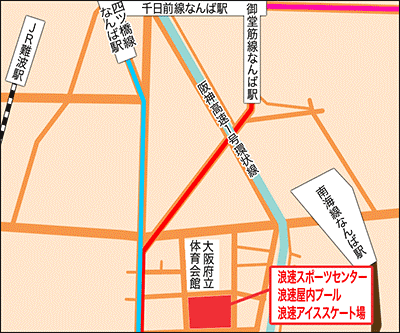 千日前線なんば駅
四ツ橋線
なんば駅
御堂筋線なんば駅
JR難波駅
阪神高速1号環状線
南海線なんば駅
大阪府立
体育会館
浪速スポーツセンター
浪速屋内プール
浪速アイススケート場